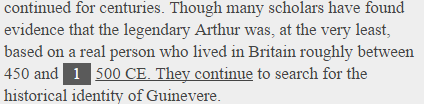 continued for centuries. Though many scholars have found
evidence that the legendary Arthur was, at the very least,
based on a real person who lived in Britain roughly between
450 and 1 500 CE. They continue to search for the
historical identity of Guinevere.